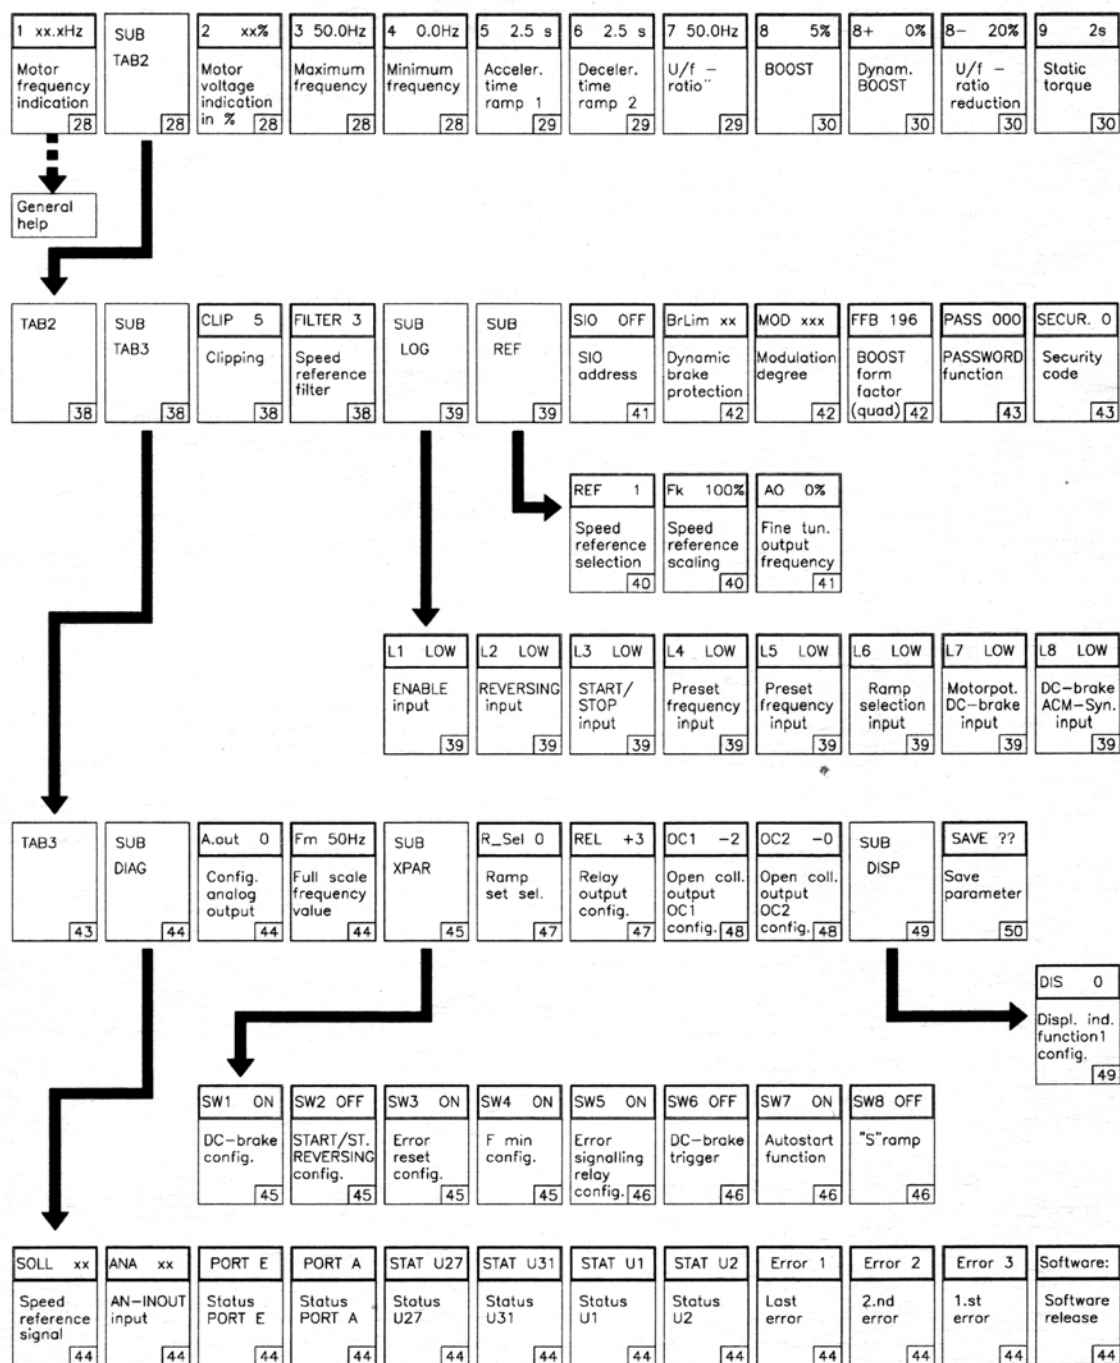 1 xx.xHz
Motor
frequency
indication
28
SUB
TAB2
28
2 xx%
Motor
voltage
indication
in %
28
3 50.0Hz
Maximum
frequency
28
4 0.0Hz
Minimum
frequency
28
5 2.5 s
Acceler.
time
ramp 1
29
6 2.5 s
Deceler.
time
ramp 2
29
7 50.0Hz
U/f –
ratio¨
29
8 5%
BOOST
30
8+ 0%
Dynam.
BOOST
30
8– 20%
U/f –
ratio
reduction
30
9 2s
Static
torque
30
General
help
TAB2
38
SUB
TAB3
38
CLIP 5
Clipping
38
FILTER 3
Speed
reference
filter
38
SUB
LOG
39
SUB
REF
39
SIO OFF
SIO
address
41
BrLim xx
Dynamic
brake
protection
42
MOD xxx
Modulation
degree
42
FFB 196
BOOST
form
factor
(quad)
42
PASS 000
PASSWORD
function
43
SECUR. 0
Security
code
43
REF 1
Speed
reference
selection
40
Fk 100%
Speed
reference
scaling
40
AO 0%
Fine tun.
output
frequency
41
L1 LOW
ENABLE
input
39
L2 LOW
REVERSING
input
39
L3 LOW
START/
STOP
input
39
L4 LOW
Preset
frequency
input
39
L5 LOW
Preset
frequency
input
39
L6 LOW
Ramp
selection
input
39
L7 LOW
Motorpot.
DC–brake
input
39
L8 LOW
DC–brake
ACM–Syn.
input
39
TAB3
43
SUB
DIAG
44
A.out 0
Config.
analog
output
44
Fm 50Hz
Full scale
frequency
value
44
SUB
XPAR
45
R_Sel 0
Ramp
set sel.
47
REL +3
Relay
output
config.
47
OC1 –2
Open coll.
output
OC1
config.
48
OC2 –0
Open coll.
output
OC2
config.
48
SUB
DISP
49
SAVE ??
Save
parameter
50
DIS 0
Displ. ind.
function1
config.
49
SW1 ON
DC–brake
config.
45
SW2 OFF
START/ST.
REVERSING
config.
45
SW3 ON
Error
reset
config.
45
SW4 ON
F min
config.
45
SW5 ON
Error
signalling
relay
config.
46
SW6 OFF
DC–brake
trigger
46
SW7 ON
Autostart
function
46
SW8 OFF
"S"ramp
46
SOLL xx
Speed
reference
signal
44
ANA xx
AN–INOUT
input
44
PORT E
Status
PORT E
44
PORT A
Status
PORT A
44
STAT U27
Status
U27
44
STAT U31
Status
U31
44
STAT U1
Status
U1
44
STAT U2
Status
U2
44
Error 1
Last
error
44
Error 2
2.nd
error
44
Error 3
1.st
error
44
Software:
Software
release
44